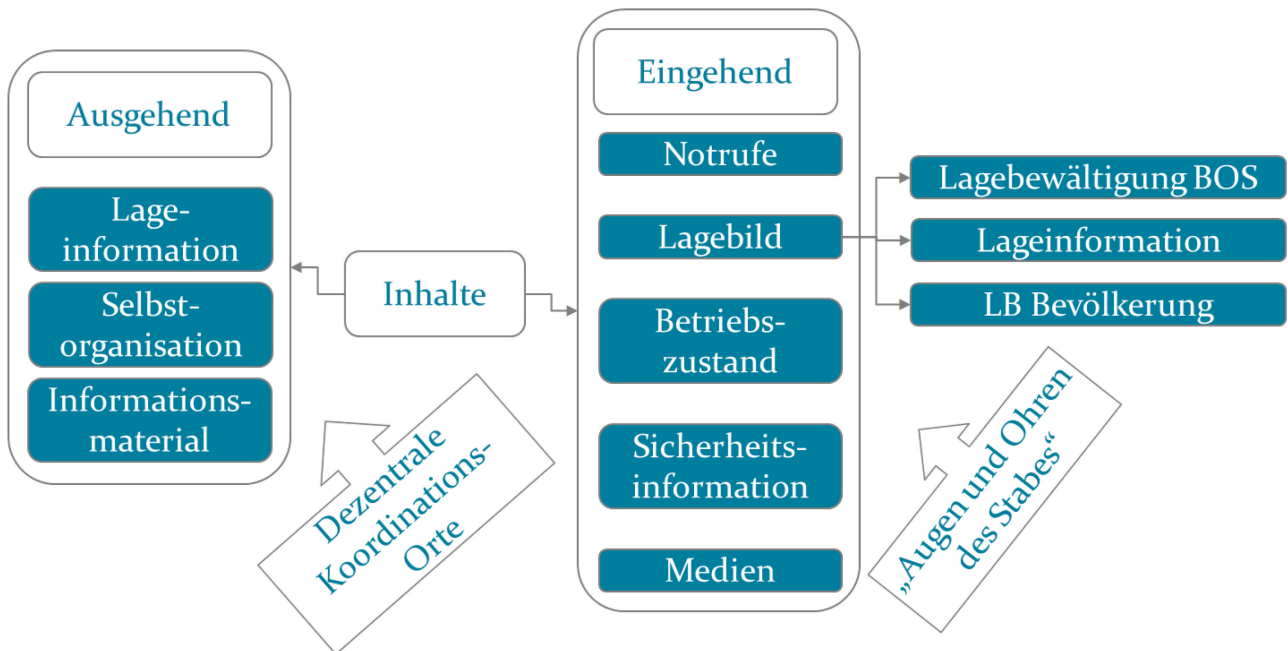 Ausgehend
Lage-
information
Selbst-
organisation
Informations-
material
Inhalte
Dezentrale
Koordinations-
Orte
Eingehend
Notrufe
Lagebild
Betriebs-
zustand
Sicherheits-
information
Medien
Lagebewältigung BOS
Lageinformation
LB Bevölkerung
„Augen und Ohren
des Stabes“